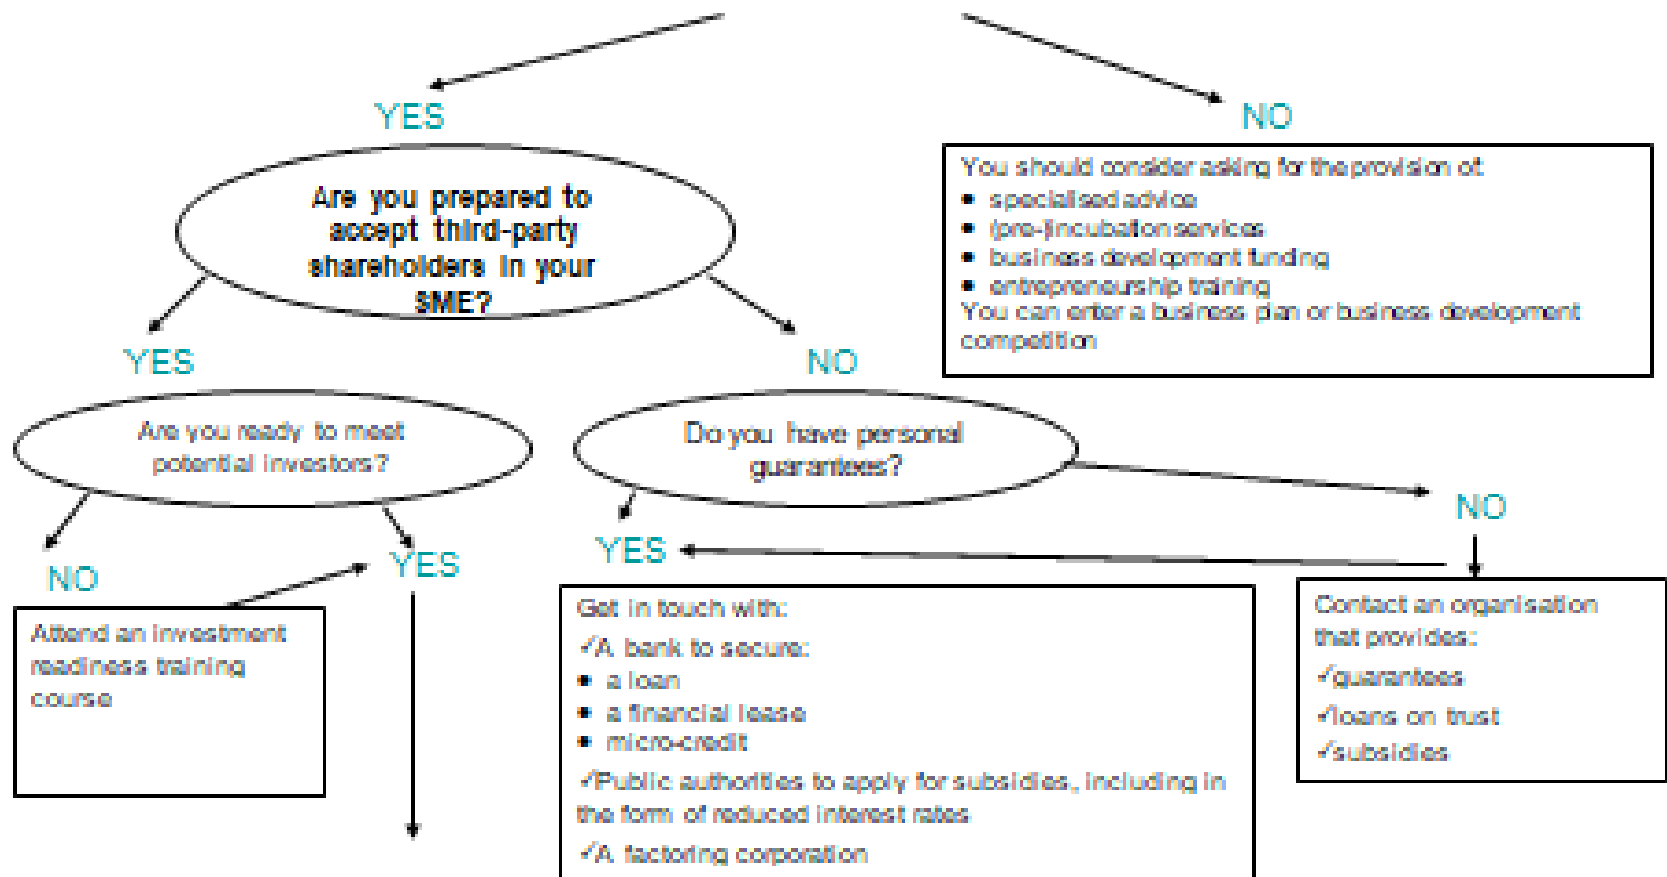 YES
NO
Are you prepared to
accept third-party
shareholders in your
SME?
You should consider asking for the provision of:
• specialised advice
• (pre-)incubation services
• business development funding
• entrepreneurship training
You can enter a business plan or business development
competition
YES
NO
Are you ready to meet
potential investors?
Do you have personal
guarantees?
NO
YES
YES
NO
Attend an investment
readiness training
course
Get in touch with:
✓A bank to secure:
• a loan
• a financial lease
• micro-credit
✓Public authorities to apply for subsidies, including in
the form of reduced interest rates
✓A factoring corporation
Contact an organisation
that provides:
✓guarantees
✓loans on trust
✓subsidies